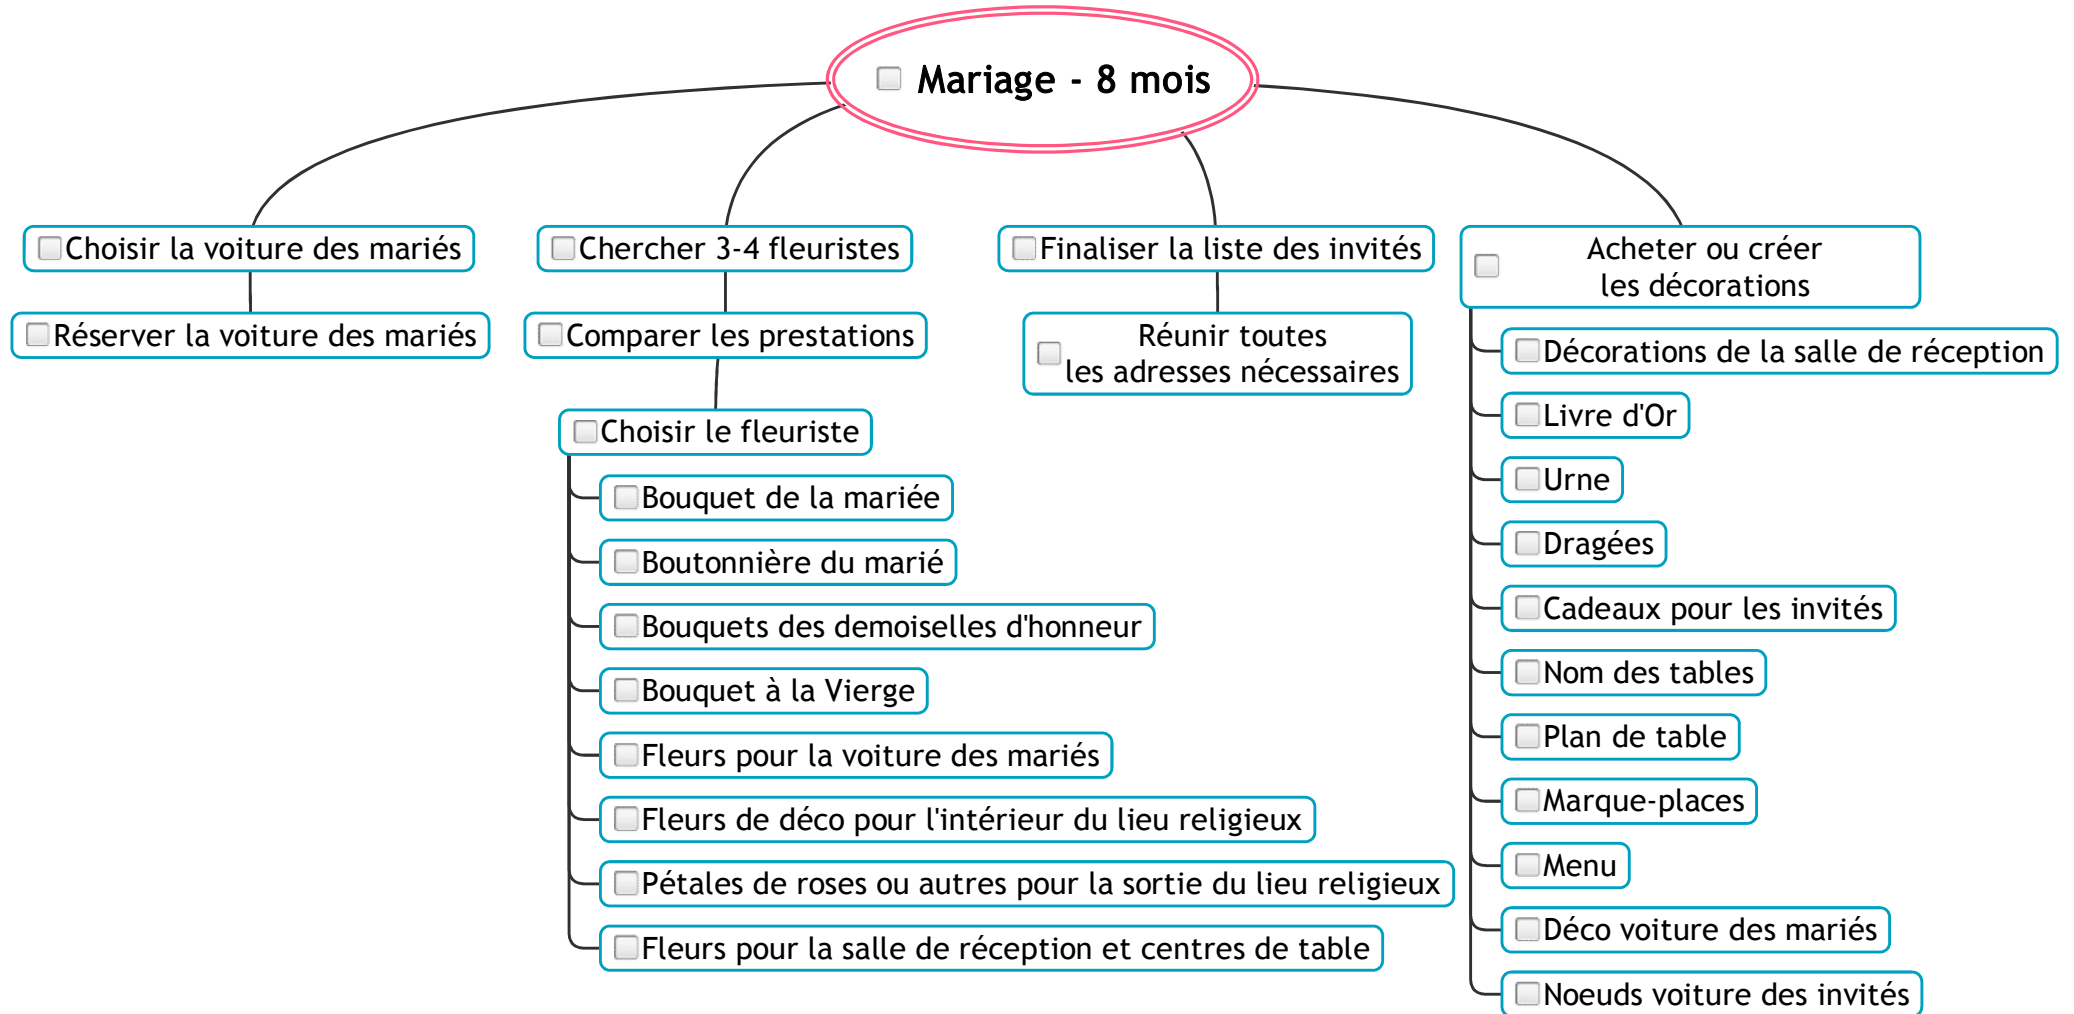 Mariage - 8 mois
Choisir la voiture des mariés
Réserver la voiture des mariés
Chercher 3-4 fleuristes
Comparer les prestations
Choisir le fleuriste
Bouquet de la mariée
Boutonnière du marié
Bouquets des demoiselles d'honneur
Bouquet à la Vierge
Fleurs pour la voiture des mariés
Fleurs de déco pour l'intérieur du lieu religieux
Pétales de roses ou autres pour la sortie du lieu religieux
Fleurs pour la salle de réception et centres de table
Finaliser la liste des invités
Réunir toutes
les adresses nécessaires
Acheter ou créer
les décorations
Décorations de la salle de réception
Livre d'Or
Urne
Dragées
Cadeaux pour les invités
Nom des tables
Plan de table
Marque-places
Menu
Déco voiture des mariés
Noeuds voiture des invités